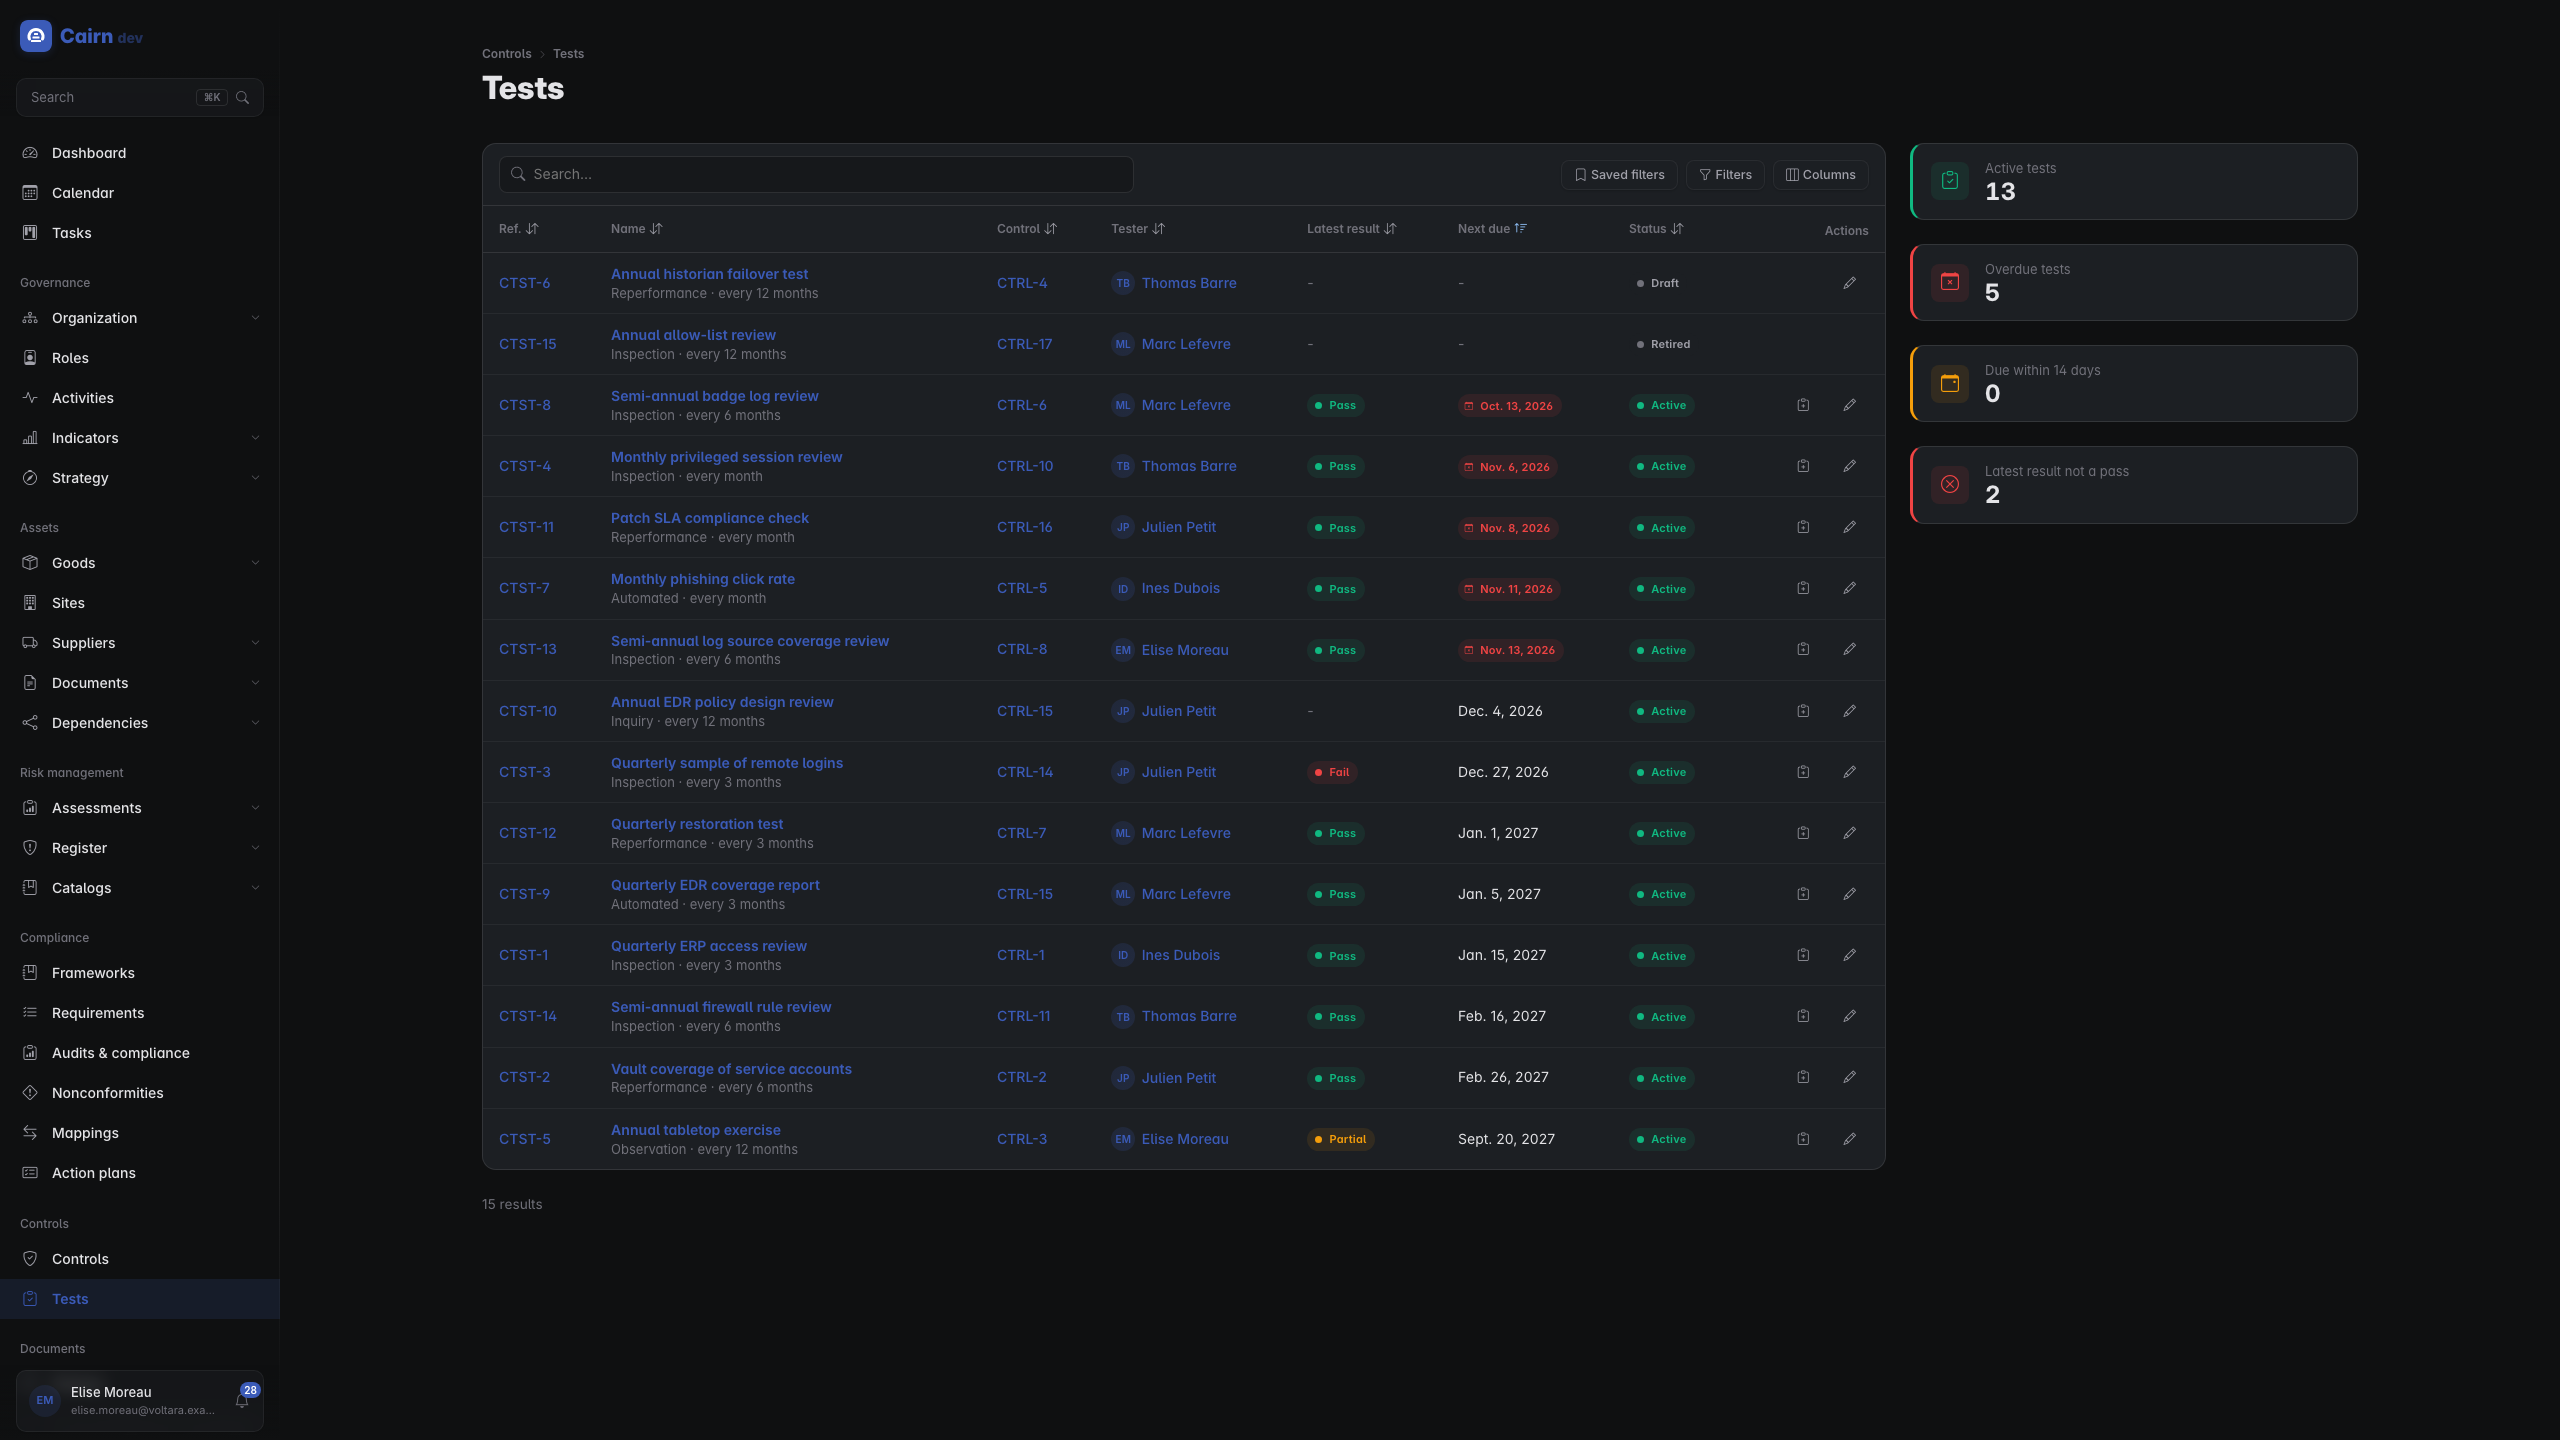 Cairn dev
Search ⌘K
Dashboard
Calendar
Tasks
Governance
Organization
Roles
Activities
Indicators
Strategy
Assets
Goods
Sites
Suppliers
Documents
Dependencies
Risk management
Assessments
Register
Catalogs
Compliance
Frameworks
Requirements
Audits & compliance
Nonconformities
Mappings
Action plans
Controls
Controls
Tests
Documents
EM Elise Moreau 28
elise.moreau@voltara.exa...
Controls › Tests
Tests
Search... Saved filters Filters Columns
Ref. Name Control Tester Latest result Next due Status Actions
CTST-6 Annual historian failover test CTRL-4 TB Thomas Barre - - Draft
Reperformance · every 12 months
CTST-15 Annual allow-list review CTRL-17 ML Marc Lefevre - - Retired
Inspection · every 12 months
CTST-8 Semi-annual badge log review CTRL-6 ML Marc Lefevre Pass Oct. 13, 2026 Active
Inspection · every 6 months
CTST-4 Monthly privileged session review CTRL-10 TB Thomas Barre Pass Nov. 6, 2026 Active
Inspection · every month
CTST-11 Patch SLA compliance check CTRL-16 JP Julien Petit Pass Nov. 8, 2026 Active
Reperformance · every month
CTST-7 Monthly phishing click rate CTRL-5 ID Ines Dubois Pass Nov. 11, 2026 Active
Automated · every month
CTST-13 Semi-annual log source coverage review CTRL-8 EM Elise Moreau Pass Nov. 13, 2026 Active
Inspection · every 6 months
CTST-10 Annual EDR policy design review CTRL-15 JP Julien Petit - Dec. 4, 2026 Active
Inquiry · every 12 months
CTST-3 Quarterly sample of remote logins CTRL-14 JP Julien Petit Fail Dec. 27, 2026 Active
Inspection · every 3 months
CTST-12 Quarterly restoration test CTRL-7 ML Marc Lefevre Pass Jan. 1, 2027 Active
Reperformance · every 3 months
CTST-9 Quarterly EDR coverage report CTRL-15 ML Marc Lefevre Pass Jan. 5, 2027 Active
Automated · every 3 months
CTST-1 Quarterly ERP access review CTRL-1 ID Ines Dubois Pass Jan. 15, 2027 Active
Inspection · every 3 months
CTST-14 Semi-annual firewall rule review CTRL-11 TB Thomas Barre Pass Feb. 16, 2027 Active
Inspection · every 6 months
CTST-2 Vault coverage of service accounts CTRL-2 JP Julien Petit Pass Feb. 26, 2027 Active
Reperformance · every 6 months
CTST-5 Annual tabletop exercise CTRL-3 EM Elise Moreau Partial Sept. 20, 2027 Active
Observation · every 12 months
15 results
Active tests
13
Overdue tests
5
Due within 14 days
0
Latest result not a pass
2